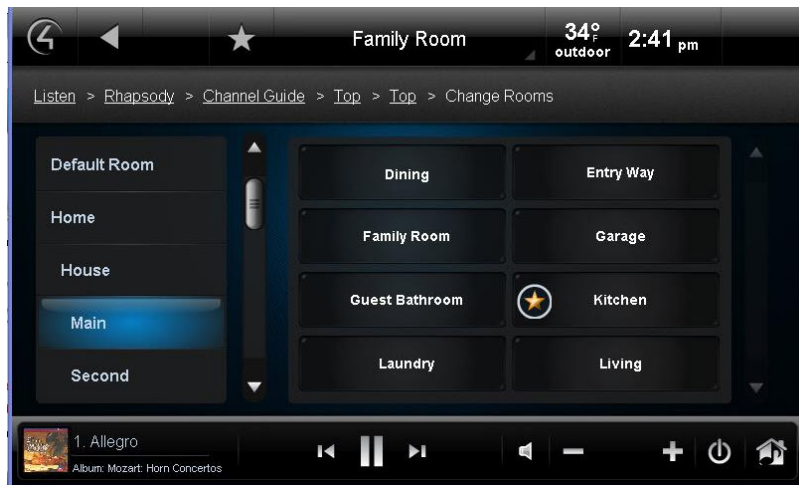 4
Family Room
34°F
outdoor
2:41 pm
Listen > Rhapsody > Channel Guide > Top > Top > Change Rooms
Default Room
Home
House
Main
Second
Dining
Entry Way
Family Room
Garage
Guest Bathroom
Kitchen
Laundry
Living
1. Allegro
Album: Mozart: Horn Concertos